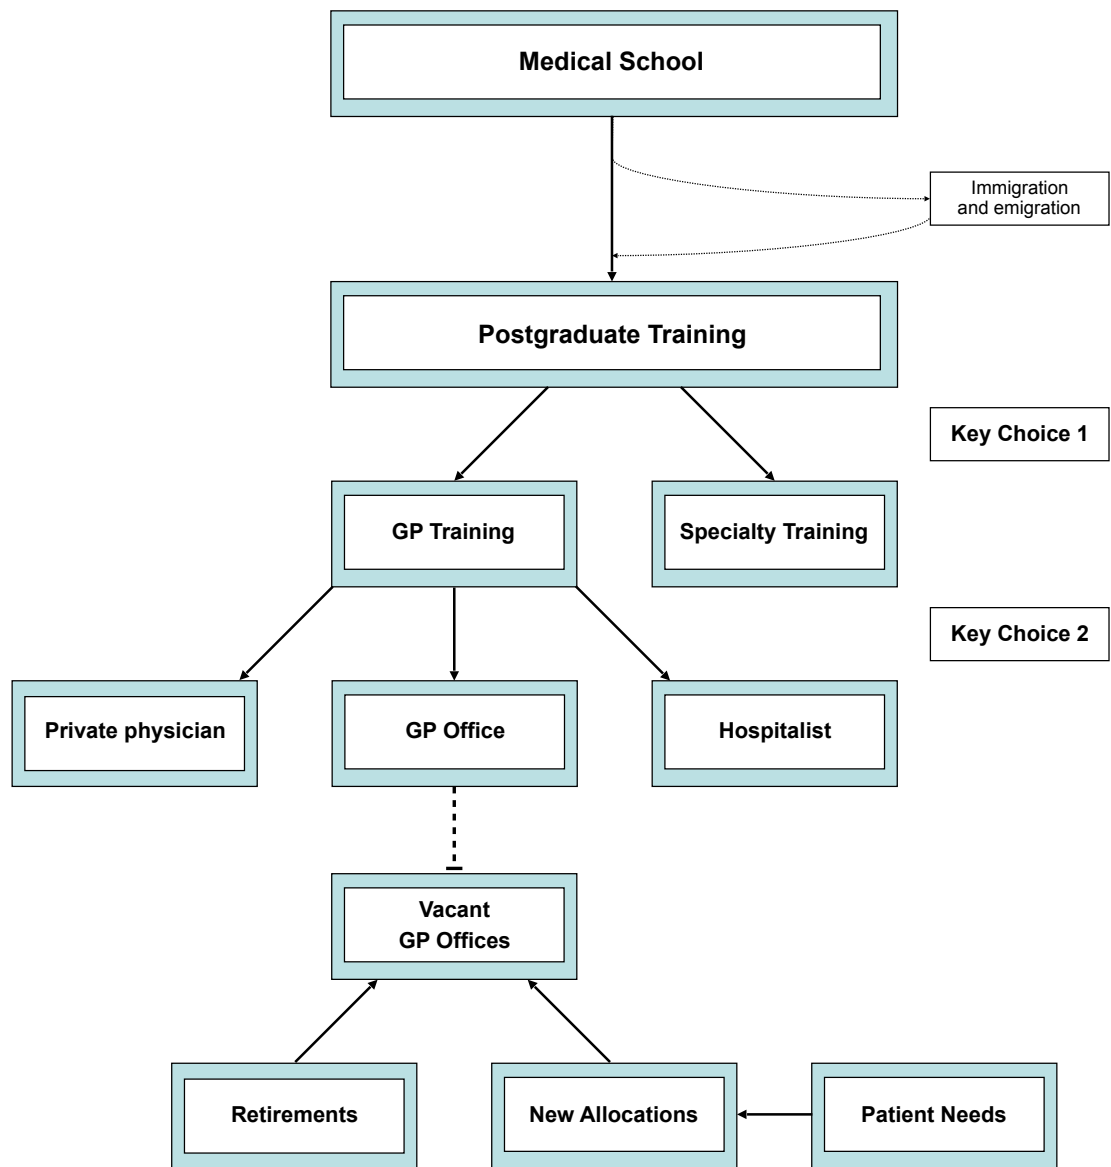 Medical School
Immigration
and emigration
Postgraduate Training
Key Choice 1
GP Training
Specialty Training
Key Choice 2
Private physician
GP Office
Hospitalist
Vacant
GP Offices
Retirements
New Allocations
Patient Needs